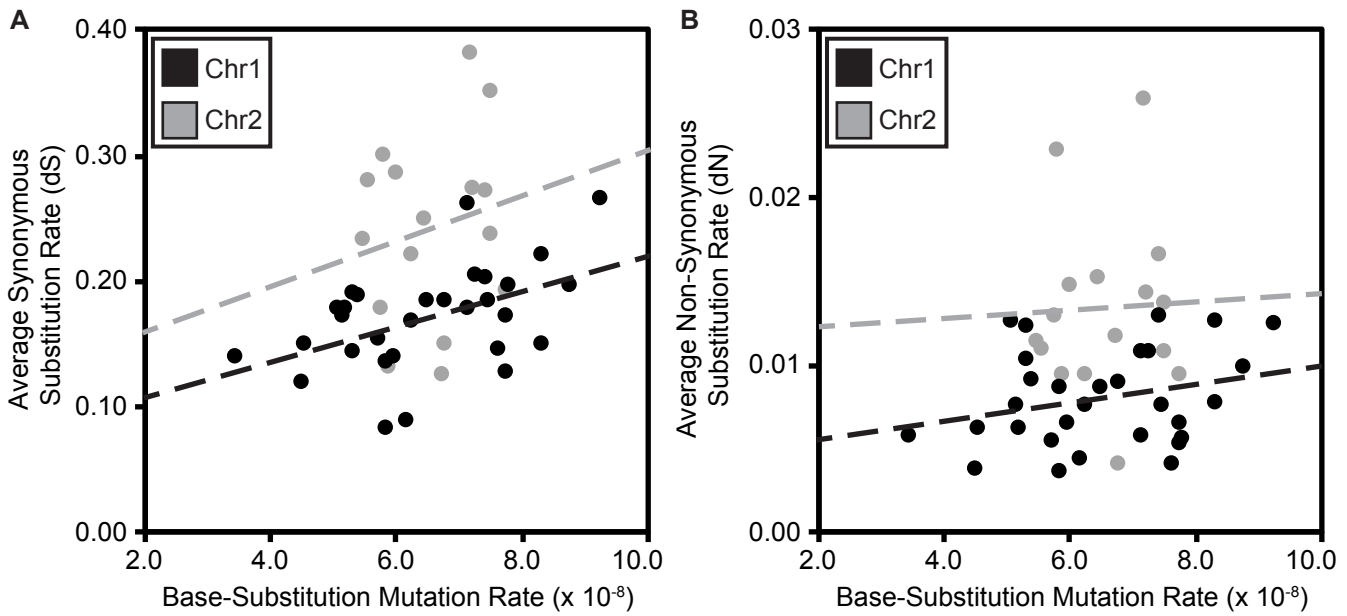 A
Average Synonymous
Substitution Rate (dS)
0.40
0.30
0.20
0.10
0.00
Chr1
Chr2
2.0 4.0 6.0 8.0 10.0
Base-Substitution Mutation Rate (x 10-8)
B
Average Non-Synonymous
Substitution Rate (dN)
0.03
0.02
0.01
0.00
Chr1
Chr2
2.0 4.0 6.0 8.0 10.0
Base-Substitution Mutation Rate (x 10-8)